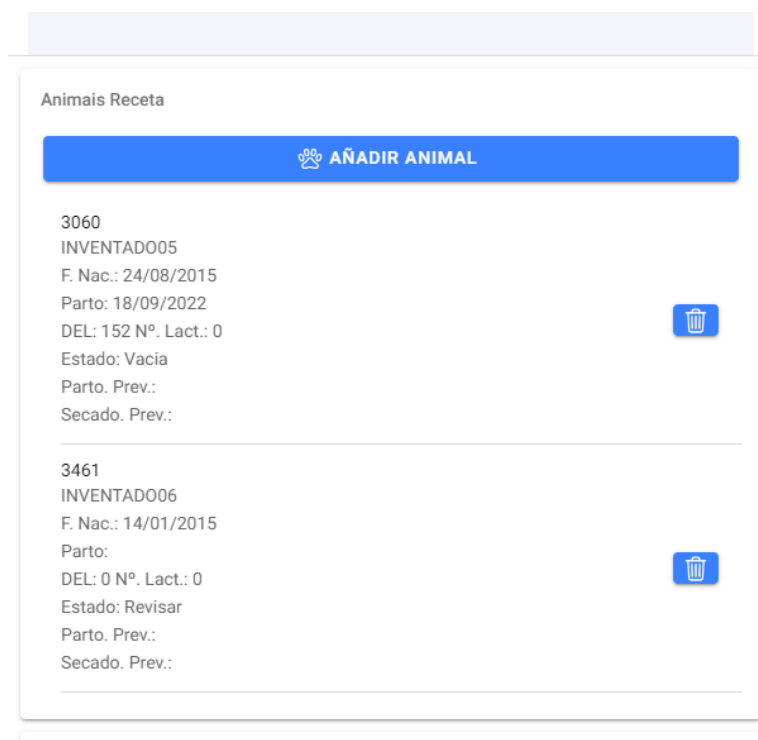 Animais Receta
AÑADIR ANIMAL
3060
INVENTADO05
F. Nac.: 24/08/2015
Parto: 18/09/2022
DEL: 152 Nº. Lact.: 0
Estado: Vacia
Parto. Prev.:
Secado. Prev.:
3461
INVENTADO06
F. Nac.: 14/01/2015
Parto:
DEL: 0 Nº. Lact.: 0
Estado: Revisar
Parto. Prev.:
Secado. Prev.: